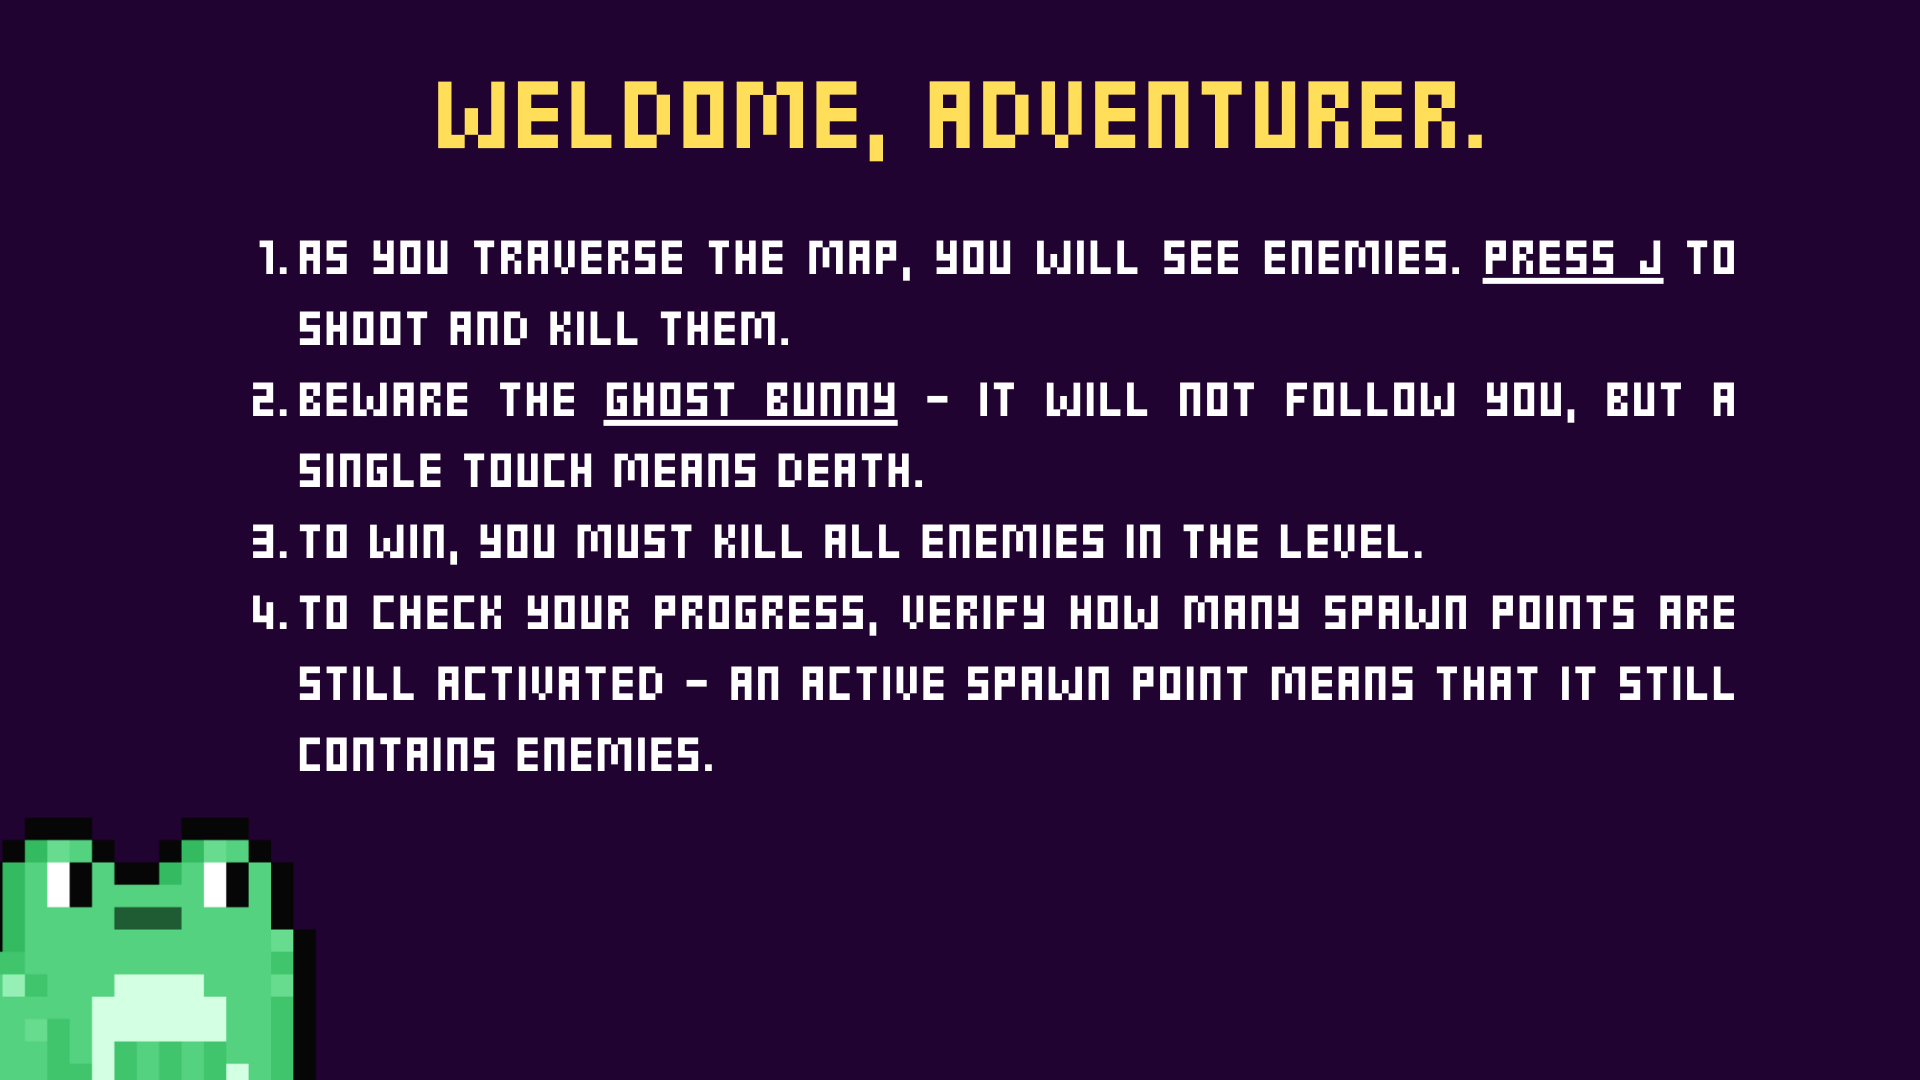 WELDOME, ADVENTURER.
1. AS YOU TRAVERSE THE MAP, YOU WILL SEE ENEMIES. PRESS J TO
SHOOT AND KILL THEM.
2. BEWARE THE GHOST BUNNY - IT WILL NOT FOLLOW YOU, BUT A
SINGLE TOUCH MEANS DEATH.
3. TO WIN, YOU MUST KILL ALL ENEMIES IN THE LEVEL.
4. TO CHECK YOUR PROGRESS, VERIFY HOW MANY SPAWN POINTS ARE
STILL ACTIVATED - AN ACTIVE SPAWN POINT MEANS THAT IT STILL
CONTAINS ENEMIES.